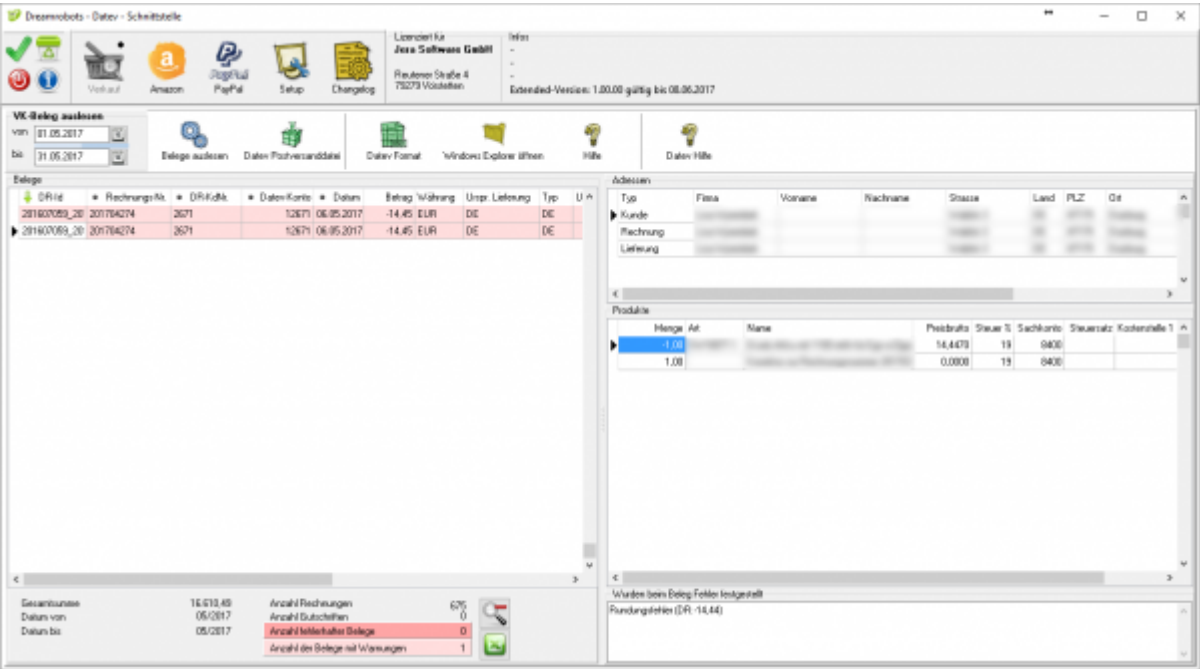 Dreamrobots - Datev - Schnittstelle
Verkauf Amazon PayPal Setup Changelog
Lizenziert für
Jera Software GmbH
Reutener Straße 4
79279 Vörstetten
Infos
-
-
-
Extended-Version: 1.00.00 gültig bis 08.06.2017
VK-Beleg auslesen
von 01.05.2017
bis 31.05.2017
Belege auslesen Datev Postversanddatei Datev Format Windows Explorer öffnen Hilfe Datev Hilfe
Belege
DR-Id Rechnungs-Nr. DR-KdNr. Datev-Konto Datum Betrag Währung Urspr. Lieferung Typ U
201607059_20 201704274 2671 12671 06.05.2017 -14,45 EUR DE DE
201607059_20 201704274 2671 12671 06.05.2017 -14,45 EUR DE DE
Gesamtsumme 16.610,49
Datum von 05/2017
Datum bis 05/2017
Anzahl Rechnungen 675
Anzahl Gutschriften 0
Anzahl fehlerhafter Belege 0
Anzahl der Belege mit Warnungen 1
Adressen
Typ Firma Vorname Nachname Strasse Land PLZ Ort
Kunde
Rechnung
Lieferung
Produkte
Menge Art Name Preisbrutto Steuer % Sachkonto Steuersatz Kostenstelle 1
-1,00 14,4470 19 8400
1,00 0,0000 19 8400
Wurden beim Beleg Fehler festgestellt
Rundungsfehler (DR: -14,44)